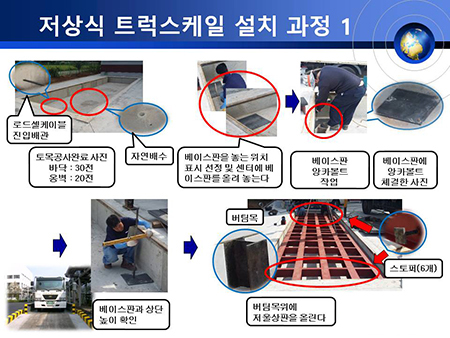 저상식 트럭스케일 설치 과정 1
로드셀케이블
진입배관
토목공사완료 사진
바닥 : 30전
옹벽 : 20전
자연배수
베이스판을 놓는 위치
표시 선정 및 센터에 베
이스판를 올려 놓는다
베이스판
앙카볼트
작업
베이스판에
앙카볼트
체결한 사진
베이스판과 상단
높이 확인
버팀목
버팀목위에
저울상판을 올린다
스토퍼(6개)